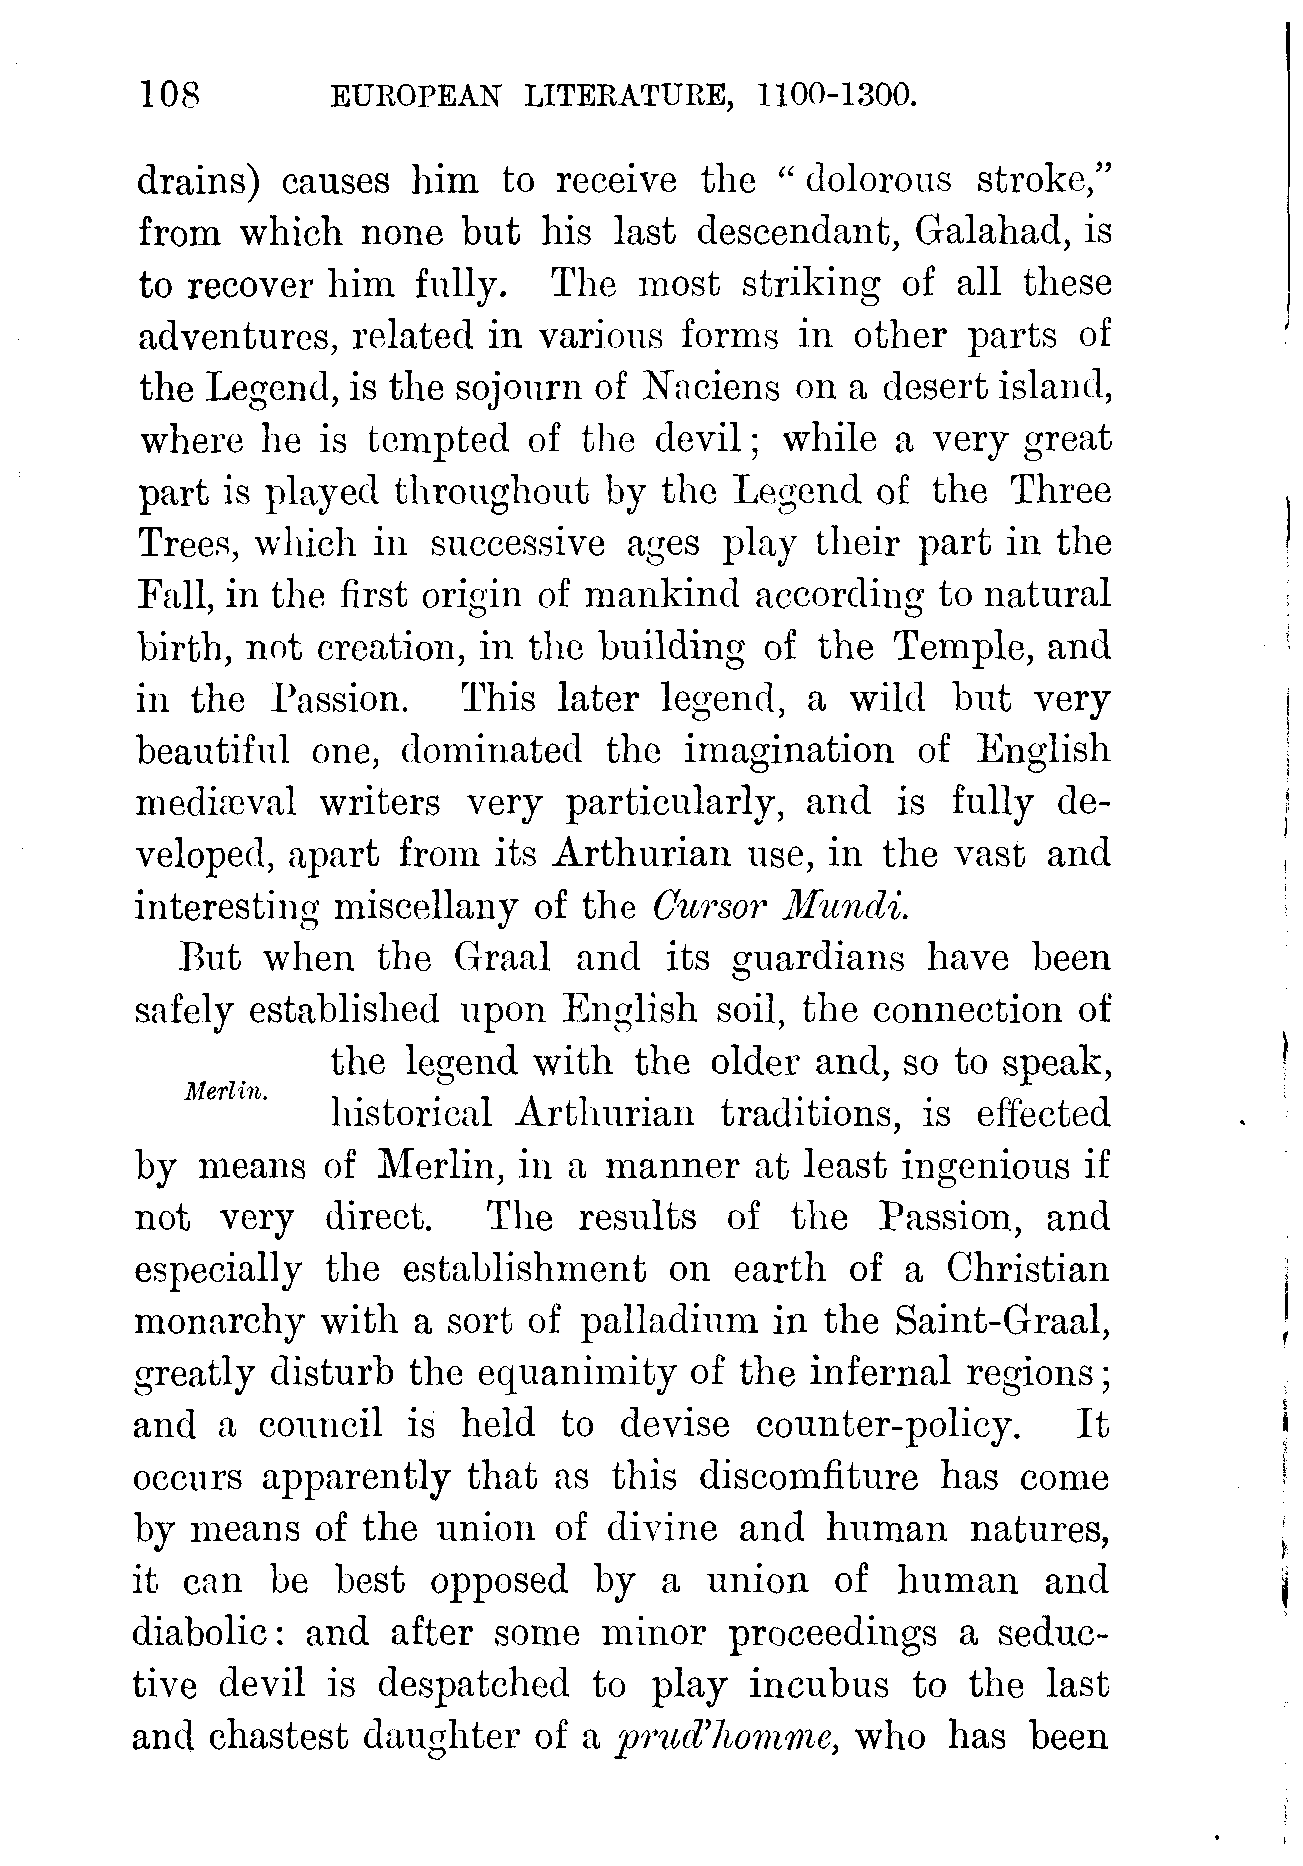 108 EUROPEAN LITERATURE, 1100-1300.
drains) causes him to receive the “dolorous stroke,”
from which none but his last descendant, Galahad, is
to recover him fully. The most striking of all these
adventures, related in various forms in other parts of
the Legend, is the sojourn of Naciens on a desert island,
where he is tempted of the devil; while a very great
part is played throughout by the Legend of the Three
Trees, which in successive ages play their part in the
Fall, in the first origin of mankind according to natural
birth, not creation, in the building of the Temple, and
in the Passion. This later legend, a wild but very
beautiful one, dominated the imagination of English
mediæval writers very particularly, and is fully de-
veloped, apart from its Arthurian use, in the vast and
interesting miscellany of the Cursor Mundi.
But when the Graal and its guardians have been
safely established upon English soil, the connection of
the legend with the older and, so to speak,
Merlin.
historical Arthurian traditions, is effected
by means of Merlin, in a manner at least ingenious if
not very direct. The results of the Passion, and
especially the establishment on earth of a Christian
monarchy with a sort of palladium in the Saint-Graal,
greatly disturb the equanimity of the infernal regions;
and a council is held to devise counter-policy. It
occurs apparently that as this discomfiture has come
by means of the union of divine and human natures,
it can be best opposed by a union of human and
diabolic: and after some minor proceedings a seduc-
tive devil is despatched to play incubus to the last
and chastest daughter of a prud’homme, who has been